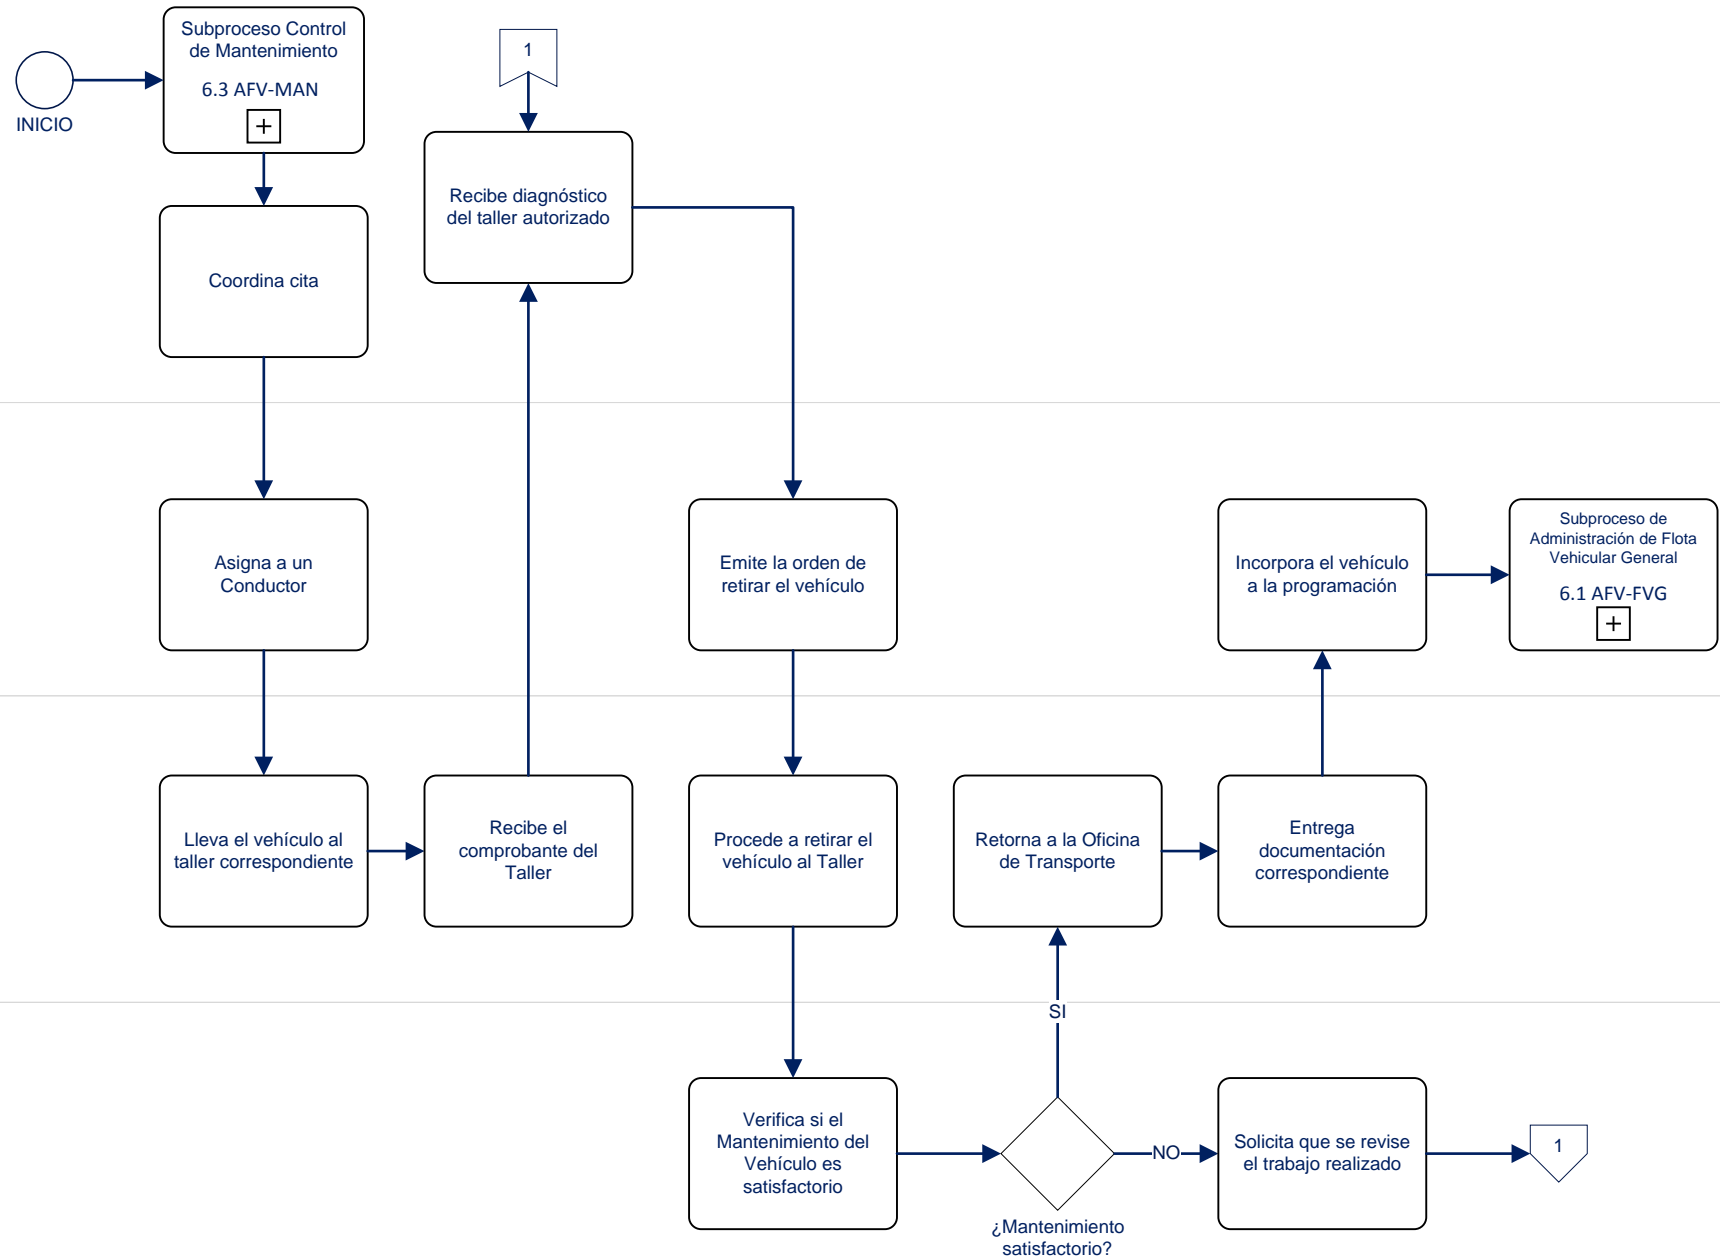 Subproceso Control
de Mantenimiento
6.3 AFV-MAN
INICIO
1
Recibe diagnóstico
del taller autorizado
Coordina cita
Asigna a un
Conductor
Emite la orden de
retirar el vehículo
Incorpora el vehículo
a la programación
Subproceso de
Administración de Flota
Vehicular General
6.1 AFV-FVG
Lleva el vehículo al
taller correspondiente
Recibe el
comprobante del
Taller
Procede a retirar el
vehículo al Taller
Retorna a la Oficina
de Transporte
Entrega
documentación
correspondiente
SI
Verifica si el
Mantenimiento del
Vehículo es
satisfactorio
¿Mantenimiento
satisfactorio?
NO
Solicita que se revise
el trabajo realizado
1